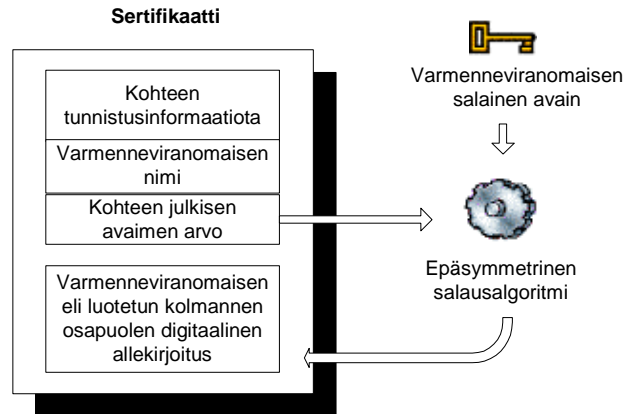 Sertifikaatti
Kohteen
tunnistusinformaatiota
Varmenneviranomaisen
nimi
Kohteen julkisen
avaimen arvo
Varmenneviranomaisen
eli luotetun kolmannen
osapuolen digitaalinen
allekirjoitus
Varmenneviranomaisen
salainen avain
Epäsymmetrinen
salausalgoritmi